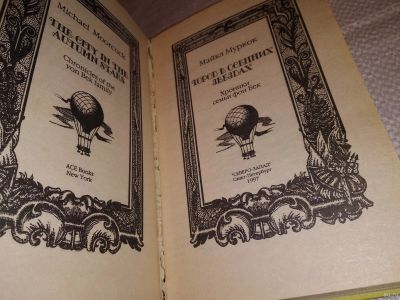 Michael Moorcock
THE CITY IN THE
AUTUMN STARS
Chronicles of the
von Bek family
ACE Books
New York
Майкл Муркок
ГОРОД В ОСЕННИХ
ЗВЕЗДАХ
Хроники
семьи фон Бек
"СЕВЕРО-ЗАПАД"
Санкт-Петербург
1997